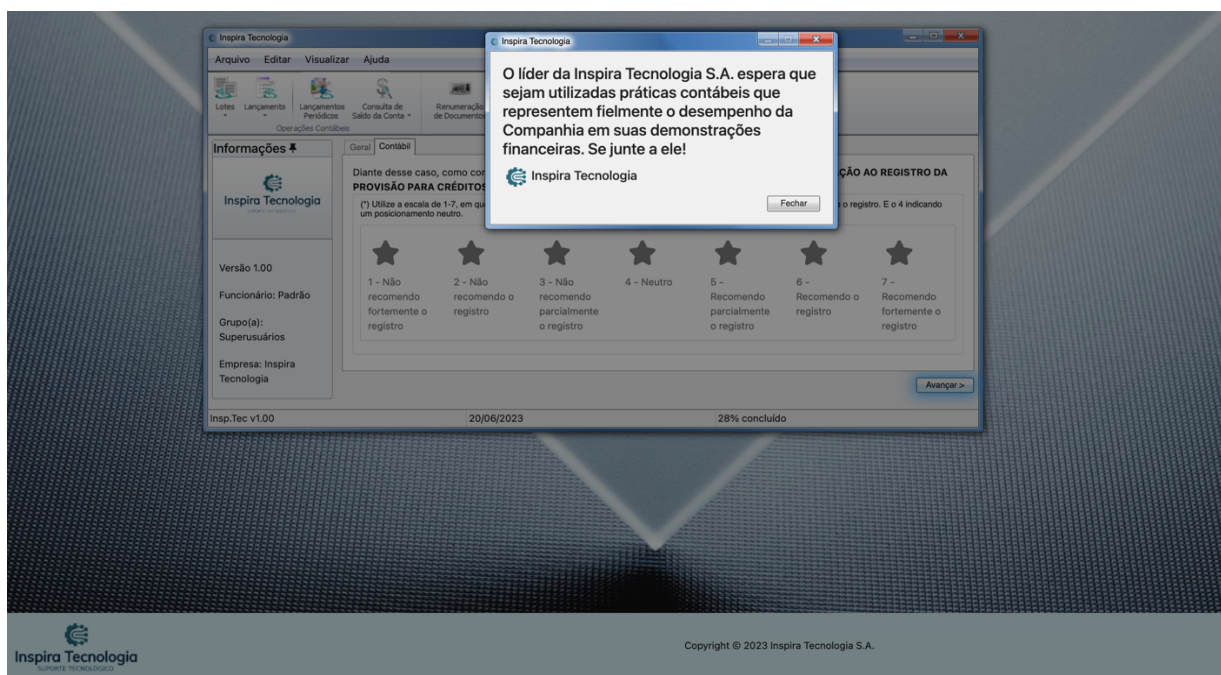 Inspira Tecnologia
Arquivo Editar Visualizar Ajuda
Lotes Lançamento Lançamentos Periódicos Consulta de Saldo da Conta Renumeração de Documentos
Operações Contábeis
Inspira Tecnologia
O líder da Inspira Tecnologia S.A. espera que
sejam utilizadas práticas contábeis que
representem fielmente o desempenho da
Companhia em suas demonstrações
financeiras. Se junte a ele!
Inspira Tecnologia
Fechar
Informações
Inspira Tecnologia
SUPORTE TECNOLÓGICO
Versão 1.00
Funcionário: Padrão
Grupo(a):
Superusuários
Empresa: Inspira
Tecnologia
Geral Contábil
Diante desse caso, como AO REGISTRO DA
PROVISÃO PARA CRÉDITOS
(*) Utilize a escala de 1-7, em que o registro. E o 4 indicando
um posicionamento neutro.
1 - Não
recomendo
fortemente o
registro
2 - Não
recomendo o
registro
3 - Não
recomendo
parcialmente
o registro
4 - Neutro
5 -
Recomendo
parcialmente
o registro
6 -
Recomendo o
registro
7 -
Recomendo
fortemente o
registro
Avançar >
Insp.Tec v1.00 20/06/2023 28% concluído
Inspira Tecnologia
SUPORTE TECNOLÓGICO
Copyright © 2023 Inspira Tecnologia S.A.